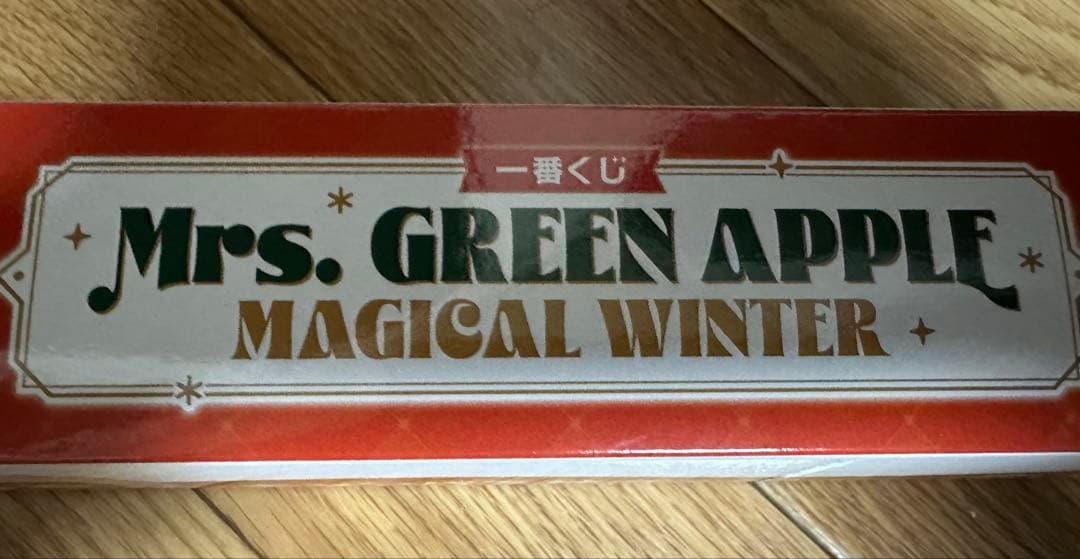 一番くじ
Mrs. GREEN APPLE
MAGICAL WINTER